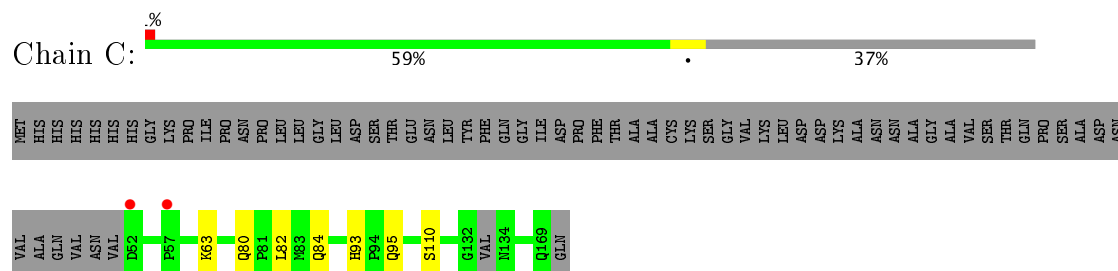 .%
Chain C:
59%
•
37%
MET HIS HIS HIS HIS HIS HIS GLY LYS PRO ILE PRO ASN PRO LEU LEU GLY LEU ASP SER THR GLU ASN LEU TYR PHE GLN GLY ILE ASP PRO PHE THR ALA ALA CYS LYS SER GLY VAL LYS LEU ASP ASP LYS ALA ASN ASN ALA GLY ALA VAL SER THR GLN PRO SER ALA ASP ASN
VAL ALA GLN VAL ASN VAL D52 P57 K63 Q80 P81 L82 M83 Q84 H93 P94 Q95 S110 G132 VAL N134 Q169 GLN